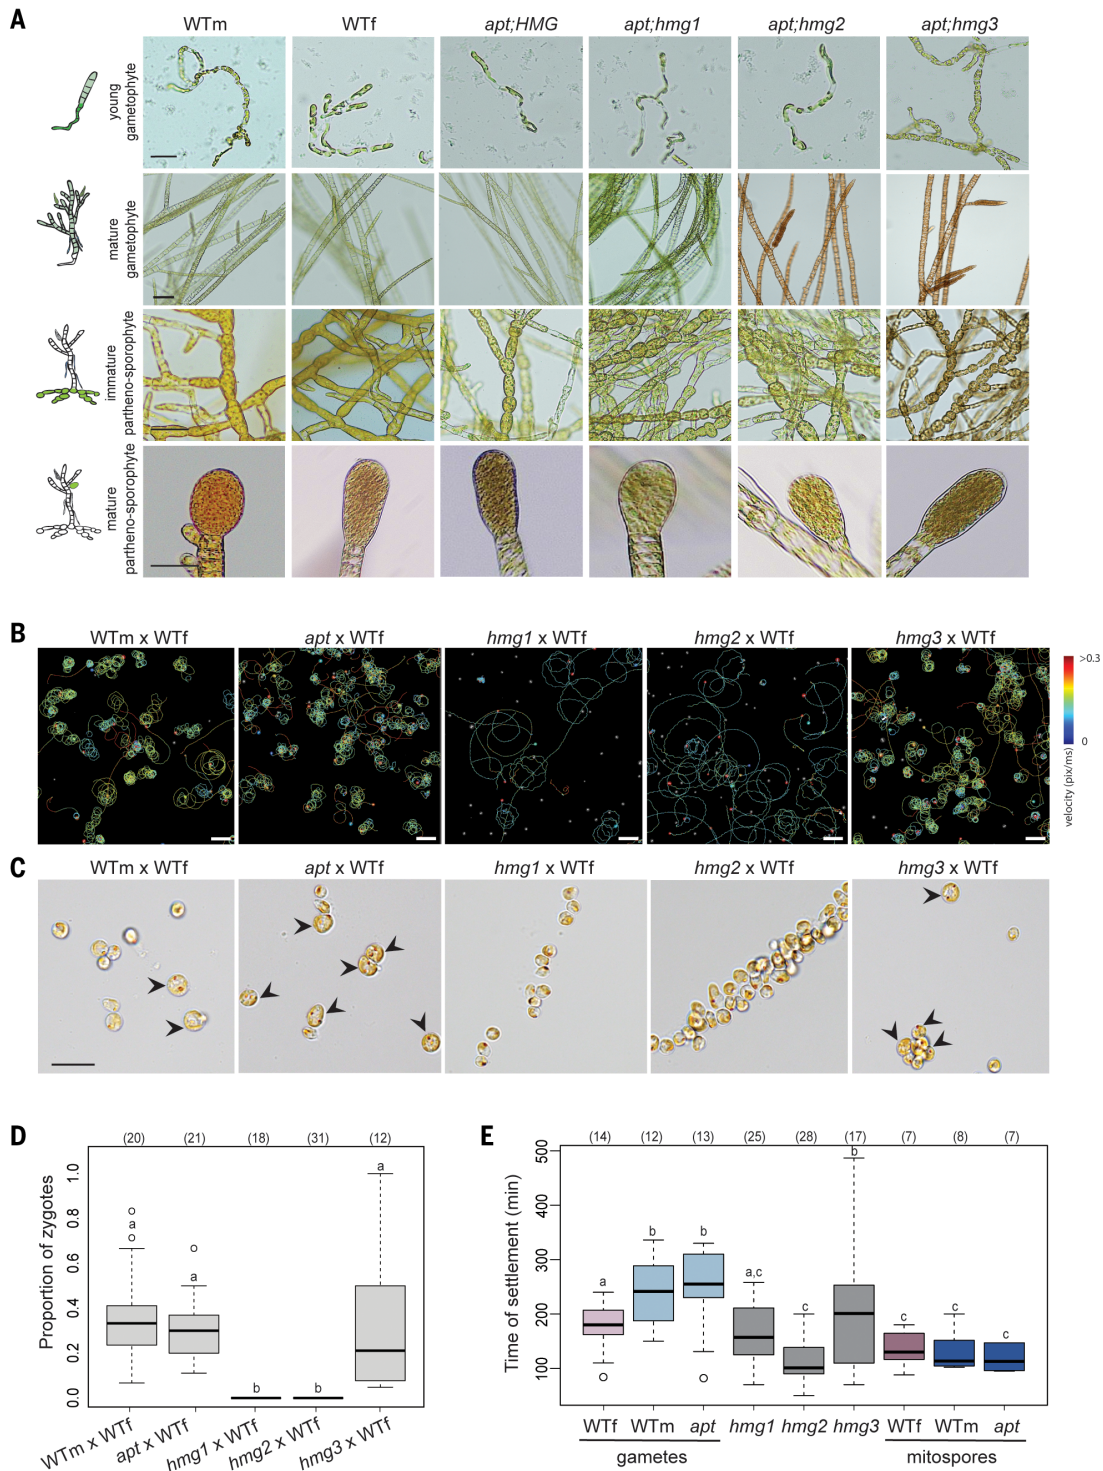 A
WTm WTf apt;HMG apt;hmg1 apt;hmg2 apt;hmg3
young
gametophyte
mature
gametophyte
immature
partheno-sporophyte
mature
partheno-sporophyte
B
WTm x WTf apt x WTf hmg1 x WTf hmg2 x WTf hmg3 x WTf
>0.3
0
velocity (pix/ms)
C
WTm x WTf apt x WTf hmg1 x WTf hmg2 x WTf hmg3 x WTf
D
(20) (21) (18) (31) (12)
Proportion of zygotes
1.0
0.8
0.6
0.4
0.2
0.0
a a b b a
WTm x WTf
apt x WTf
hmg1 x WTf
hmg2 x WTf
hmg3 x WTf
E
(14) (12) (13) (25) (28) (17) (7) (8) (7)
Time of settlement (min)
500
400
300
200
100
a b b a,c c b c c c
WTf WTm apt hmg1 hmg2 hmg3 WTf WTm apt
gametes mitospores